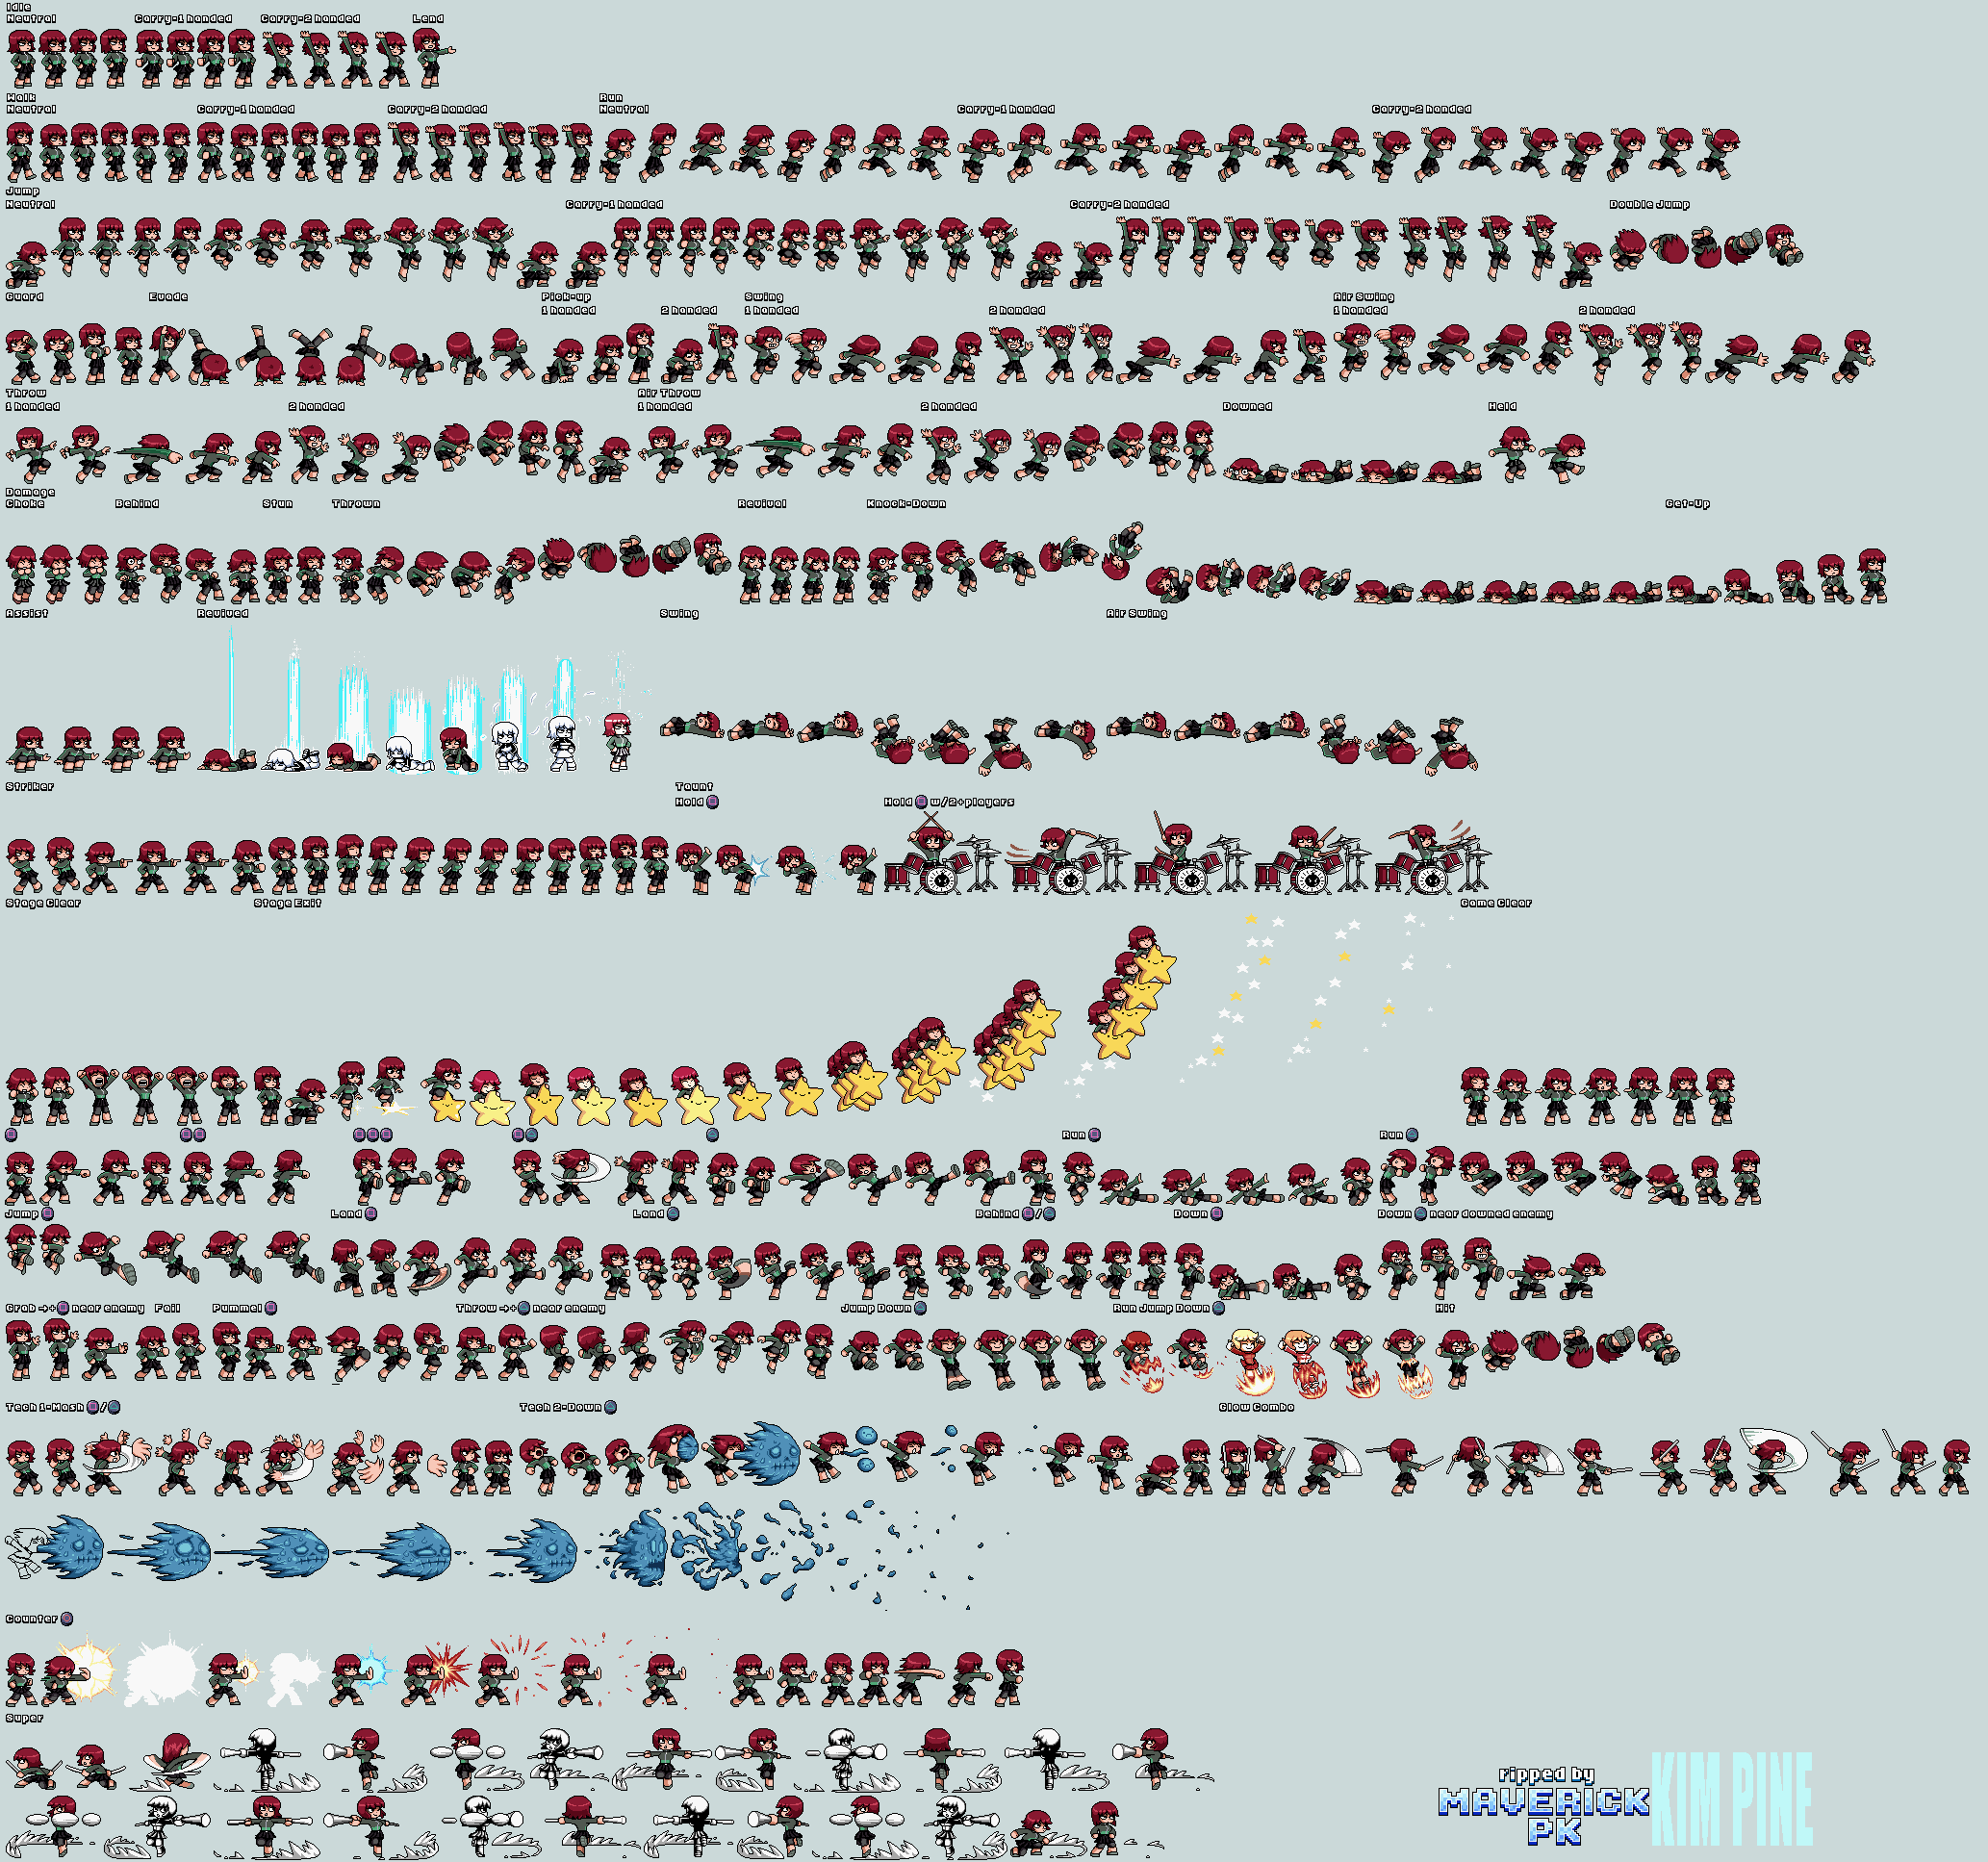 Idle
Neutral Carry-1 handed Carry-2 handed Lend
Walk Run
Neutral Carry-1 handed Carry-2 handed Neutral Carry-1 handed Carry-2 handed
Jump
Neutral Carry-1 handed Carry-2 handed Double Jump
Guard Evade Pick-up Swing Air Swing
1 handed 2 handed 1 handed 2 handed 1 handed 2 handed
Throw Air Throw
1 handed 2 handed 1 handed 2 handed Downed Held
Damage
Choke Behind Stun Thrown Revival Knock-Down Get-Up
Assist Revived Swing Air Swing
Striker Taunt
Hold Hold w/2+players
Stage Clear Stage Exit Game Clear
Run Run
Jump Land Land Behind / Down Down near downed enemy
Grab →+ near enemy Fail Pummel Throw →+ near enemy Jump Down Run Jump Down Hit
Tech 1-Mash / Tech 2-Down Glow Combo
Counter
Super
ripped by
MAVERICK
PK
KIM PINE